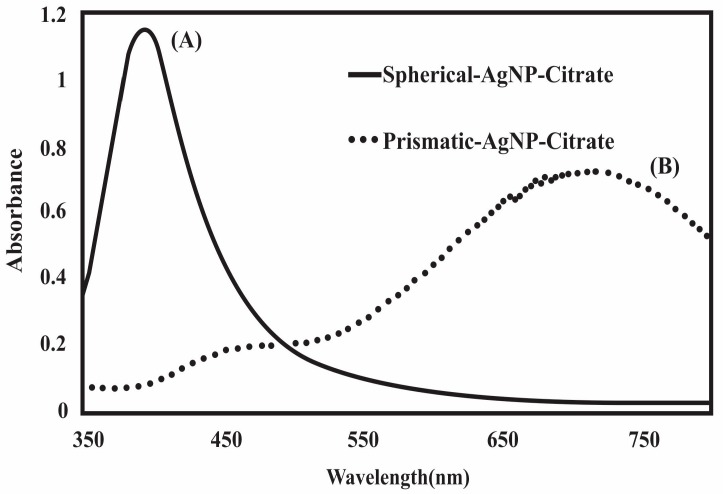 1.2
(A)
1
Spherical-AgNP-Citrate
0.8
Prismatic-AgNP-Citrate
(B)
0.6
0.4
0.2
0
Absorbance
350 450 550 650 750
Wavelength(nm)